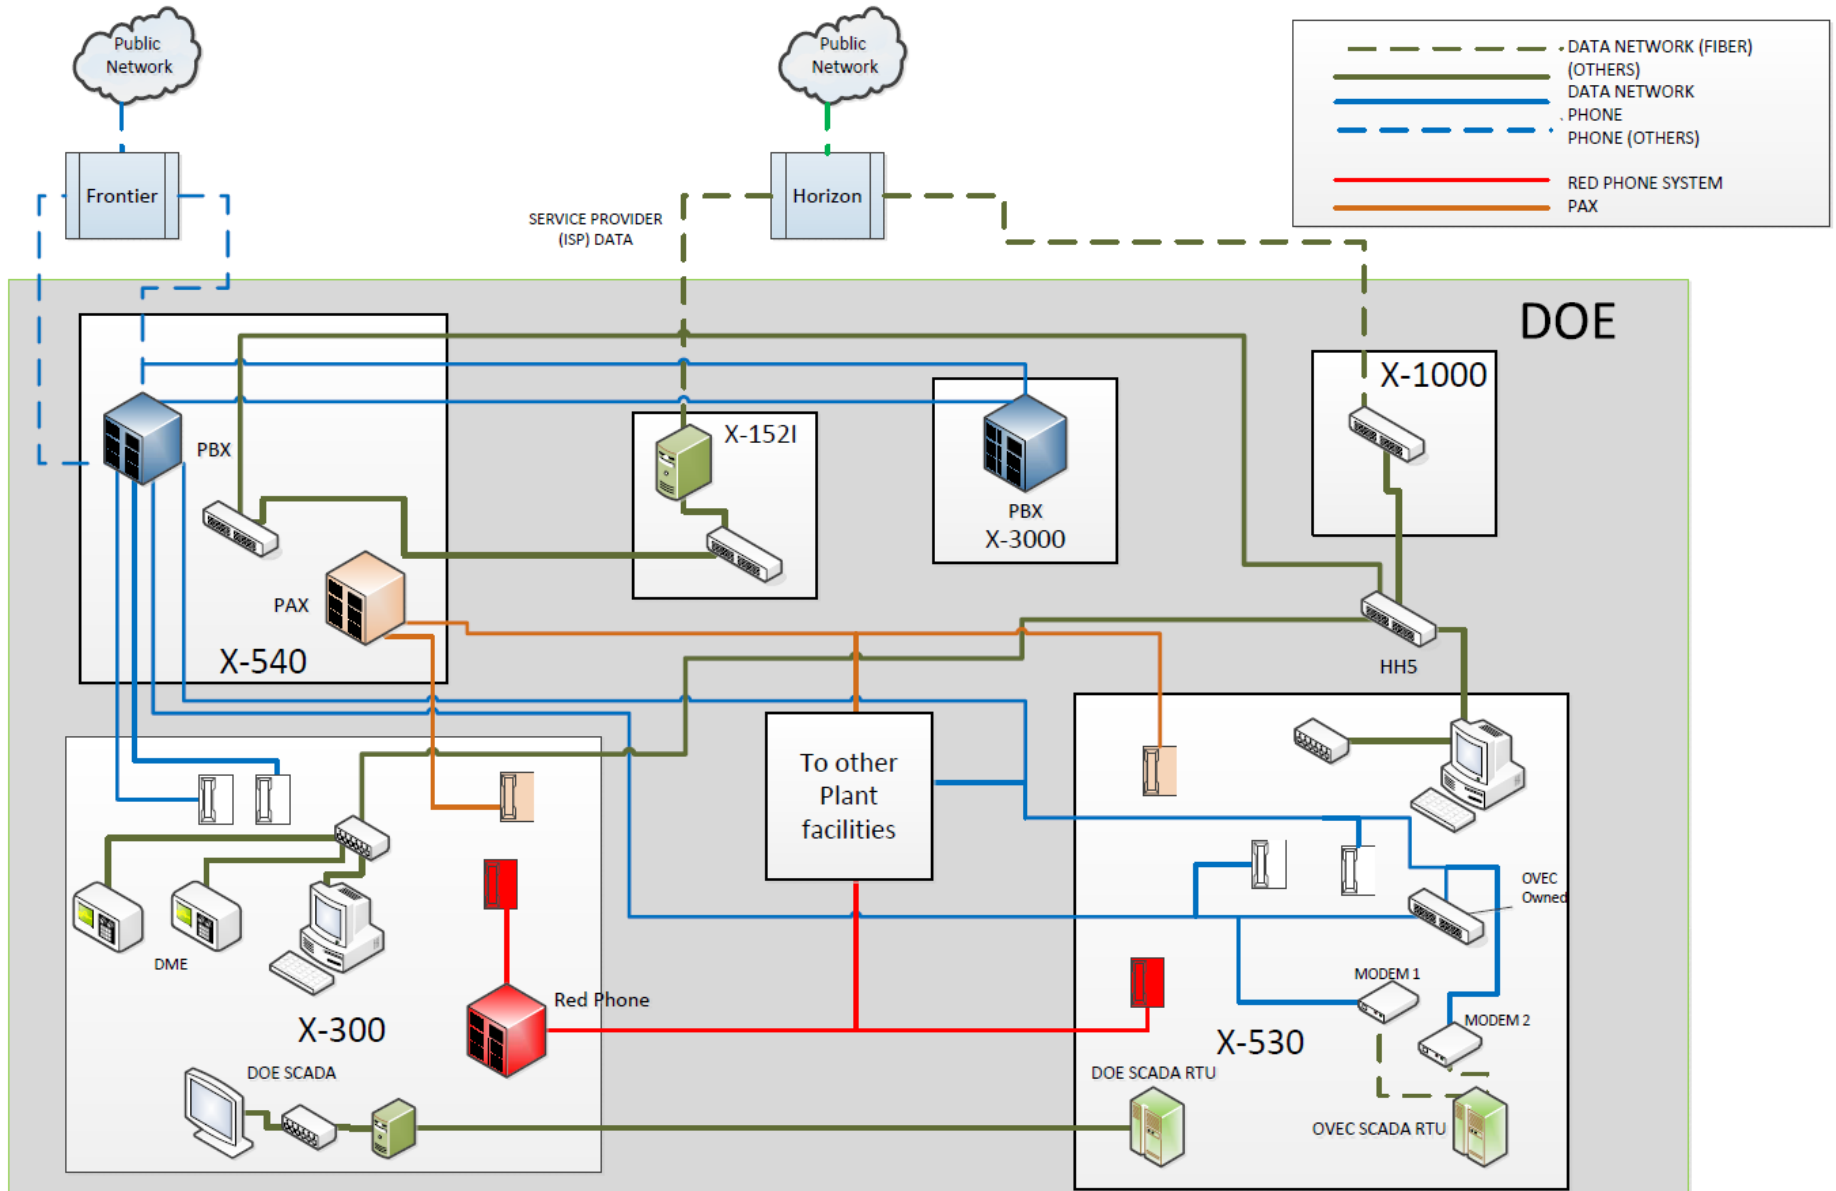 Public
Network
Public
Network
DATA NETWORK (FIBER)
(OTHERS)
DATA NETWORK
PHONE
PHONE (OTHERS)
RED PHONE SYSTEM
PAX
Frontier
Horizon
SERVICE PROVIDER
(ISP) DATA
DOE
X-1000
X-152I
PBX
PBX
X-3000
PAX
X-540
HH5
To other
Plant
facilities
OVEC
Owned
DME
Red Phone
X-300
MODEM 1
MODEM 2
X-530
DOE SCADA
DOE SCADA RTU
OVEC SCADA RTU